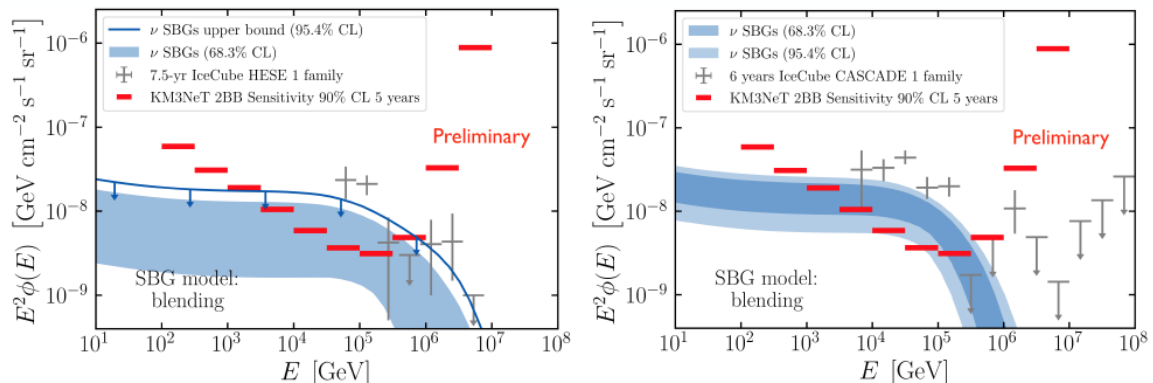 ν SBGs upper bound (95.4% CL)
ν SBGs (68.3% CL)
7.5-yr IceCube HESE 1 family
KM3NeT 2BB Sensitivity 90% CL 5 years
Preliminary
SBG model:
blending
E²ϕ(E) [GeV cm⁻² s⁻¹ sr⁻¹]
10⁻⁶
10⁻⁷
10⁻⁸
10⁻⁹
10¹ 10² 10³ 10⁴ 10⁵ 10⁶ 10⁷ 10⁸
E [GeV]
ν SBGs (68.3% CL)
ν SBGs (95.4% CL)
6 years IceCube CASCADE 1 family
KM3NeT 2BB Sensitivity 90% CL 5 years
Preliminary
SBG model:
blending
E²ϕ(E) [GeV cm⁻² s⁻¹ sr⁻¹]
10⁻⁶
10⁻⁷
10⁻⁸
10⁻⁹
10¹ 10² 10³ 10⁴ 10⁵ 10⁶ 10⁷ 10⁸
E [GeV]